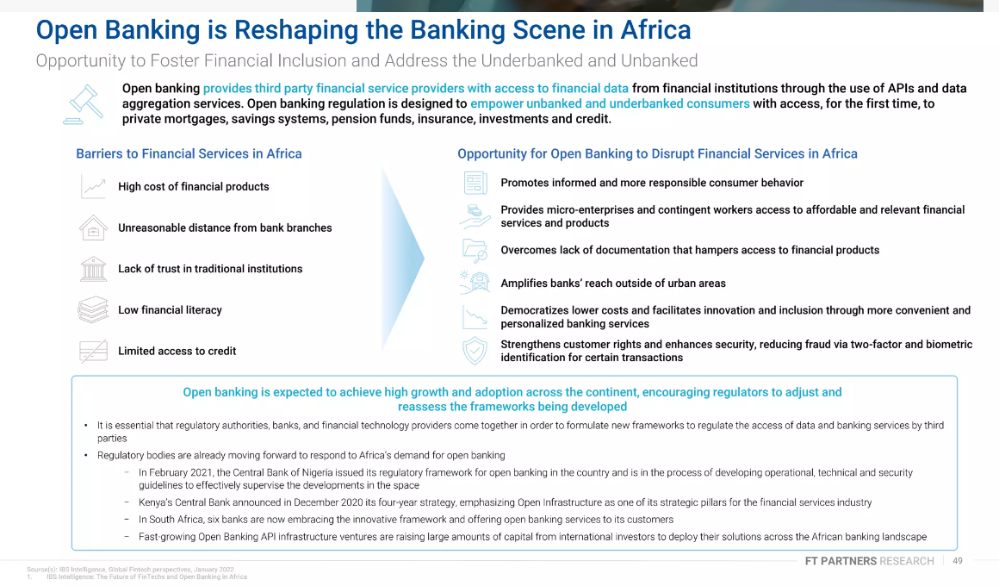 Open Banking is Reshaping the Banking Scene in Africa
Opportunity to Foster Financial Inclusion and Address the Underbanked and Unbanked
Open banking provides third party financial service providers with access to financial data from financial institutions through the use of APIs and data
aggregation services. Open banking regulation is designed to empower unbanked and underbanked consumers with access, for the first time, to
private mortgages, savings systems, pension funds, insurance, investments and credit.
Barriers to Financial Services in Africa
High cost of financial products
Unreasonable distance from bank branches
Lack of trust in traditional institutions
Low financial literacy
Limited access to credit
Opportunity for Open Banking to Disrupt Financial Services in Africa
Promotes informed and more responsible consumer behavior
Provides micro-enterprises and contingent workers access to affordable and relevant financial
services and products
Overcomes lack of documentation that hampers access to financial products
Amplifies banks' reach outside of urban areas
Democratizes lower costs and facilitates innovation and inclusion through more convenient and
personalized banking services
Strengthens customer rights and enhances security, reducing fraud via two-factor and biometric
identification for certain transactions
Open banking is expected to achieve high growth and adoption across the continent, encouraging regulators to adjust and
reassess the frameworks being developed
• It is essential that regulatory authorities, banks, and financial technology providers come together in order to formulate new frameworks to regulate the access of data and banking services by third
parties
• Regulatory bodies are already moving forward to respond to Africa's demand for open banking
− In February 2021, the Central Bank of Nigeria issued its regulatory framework for open banking in the country and is in the process of developing operational, technical and security
guidelines to effectively supervise the developments in the space
− Kenya's Central Bank announced in December 2020 its four-year strategy, emphasizing Open Infrastructure as one of its strategic pillars for the financial services industry
− In South Africa, six banks are now embracing the innovative framework and offering open banking services to its customers
− Fast-growing Open Banking API infrastructure ventures are raising large amounts of capital from international investors to deploy their solutions across the African banking landscape
Source(s): IBS Intelligence, Global Fintech perspectives, January 2022
1. IBS Intelligence: The Future of FinTechs and Open Banking in Africa
FT PARTNERS RESEARCH 49